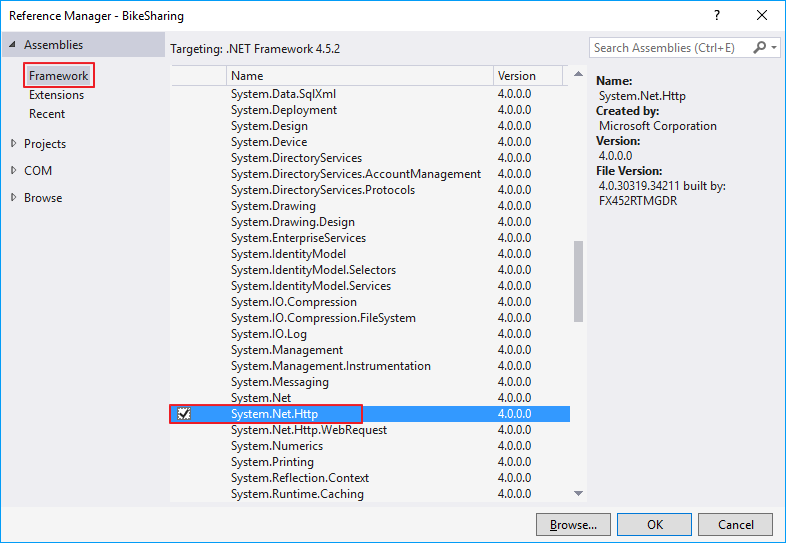 Reference Manager - BikeSharing
Assemblies
Framework
Extensions
Recent
Projects
COM
Browse
Targeting: .NET Framework 4.5.2
Name Version
System.Data.SqlXml 4.0.0.0
System.Deployment 4.0.0.0
System.Design 4.0.0.0
System.Device 4.0.0.0
System.DirectoryServices 4.0.0.0
System.DirectoryServices.AccountManagement 4.0.0.0
System.DirectoryServices.Protocols 4.0.0.0
System.Drawing 4.0.0.0
System.Drawing.Design 4.0.0.0
System.EnterpriseServices 4.0.0.0
System.IdentityModel 4.0.0.0
System.IdentityModel.Selectors 4.0.0.0
System.IdentityModel.Services 4.0.0.0
System.IO.Compression 4.0.0.0
System.IO.Compression.FileSystem 4.0.0.0
System.IO.Log 4.0.0.0
System.Management 4.0.0.0
System.Management.Instrumentation 4.0.0.0
System.Messaging 4.0.0.0
System.Net 4.0.0.0
System.Net.Http 4.0.0.0
System.Net.Http.WebRequest 4.0.0.0
System.Numerics 4.0.0.0
System.Printing 4.0.0.0
System.Reflection.Context 4.0.0.0
System.Runtime.Caching 4.0.0.0
Search Assemblies (Ctrl+E)
Name:
System.Net.Http
Created by:
Microsoft Corporation
Version:
4.0.0.0
File Version:
4.0.30319.34211 built by:
FX452RTMGDR
Browse... OK Cancel